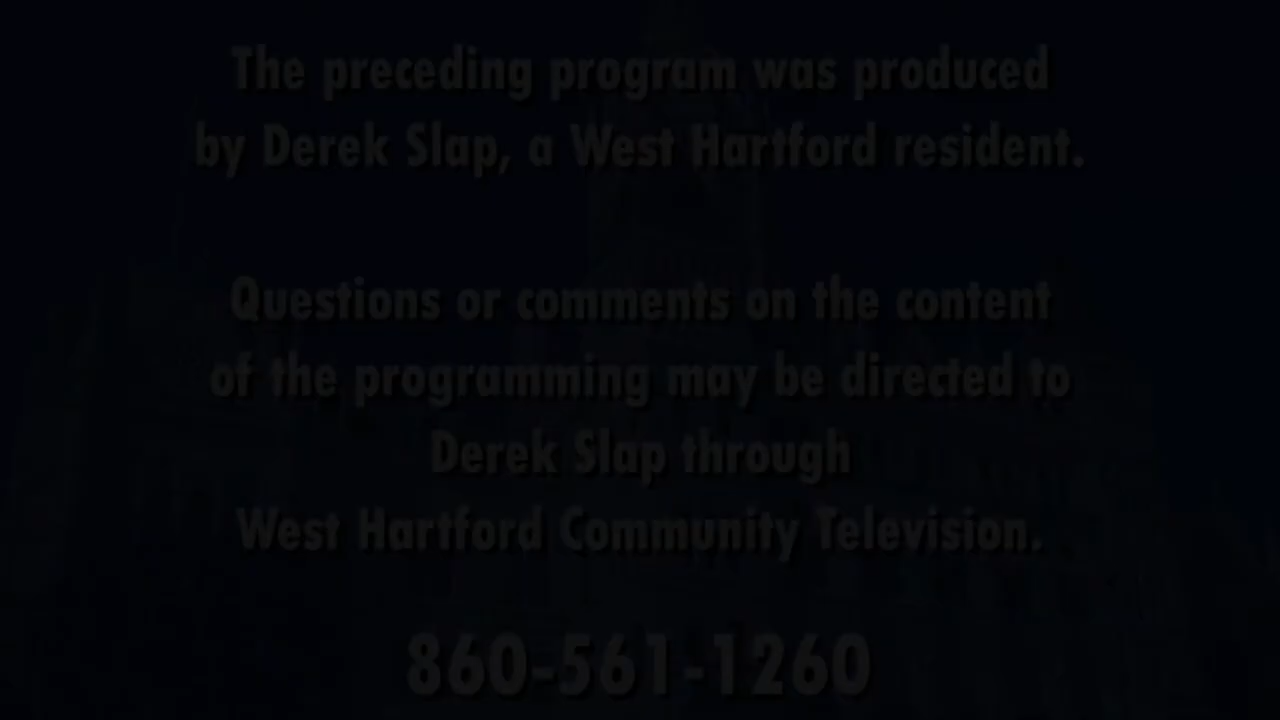 The preceding program was produced
by Derek Slap, a West Hartford resident.
Questions or comments on the content
of the programming may be directed to
Derek Slap through
West Hartford Community Television.
860-561-1260